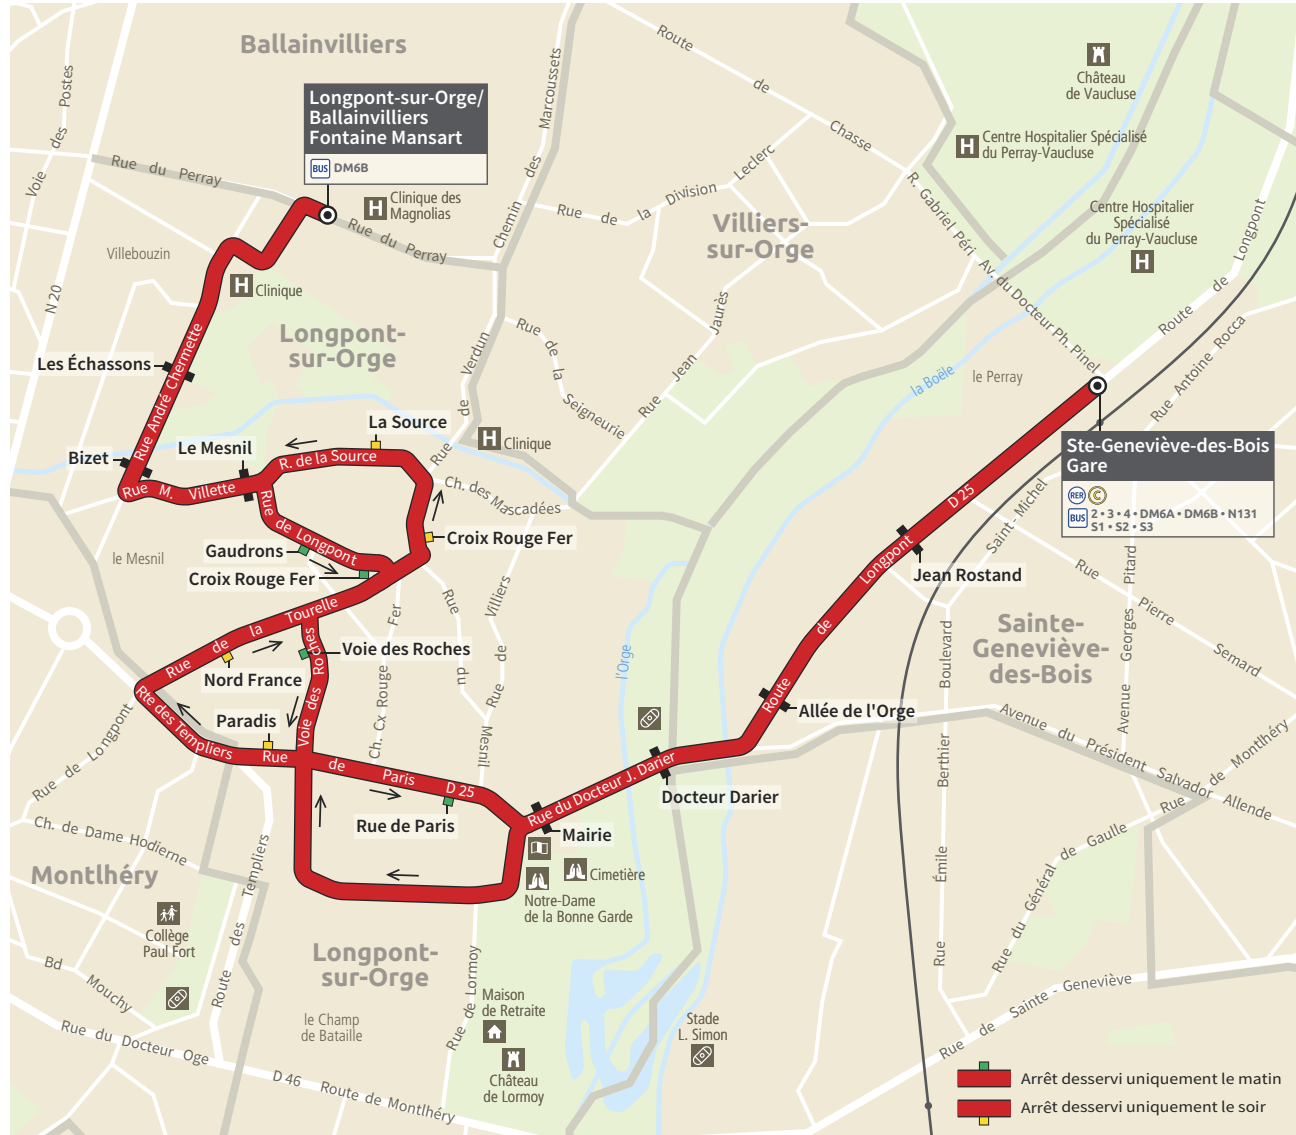 Ballainvilliers
Longpont-sur-Orge/
Ballainvilliers
Fontaine Mansart
BUS DM6B
Voie des Postes
Rue du Perray
Clinique des
Magnolias
Rue du Perray
Chemin des Marcoussets
Route de Chasse
Rue de la Division Leclerc
Villiers-
sur-Orge
Château
de Vaucluse
H Centre Hospitalier Spécialisé
du Perray-Vaucluse
Centre Hospitalier
Spécialisé
du Perray-Vaucluse
H
R. Gabriel Péri
Av. du Docteur Ph. Pinel
Route de Longpont
Rue Antoine Rocca
Villebouzin
N 20
H Clinique
Longpont-
sur-Orge
Les Échassons
Rue André Chermette
Rue de Verdun
Rue de la Seigneurie
Rue Jean Jaurès
la Boële
le Perray
La Source
Le Mesnil
Bizet
R. de la Source
H Clinique
Rue M. Villette
Ch. des Mascadées
Ste-Geneviève-des-Bois
Gare
RER C
BUS 2 • 3 • 4 • DM6A • DM6B • N131
S1 • S2 • S3
Rue de Longpont
Gaudrons
Croix Rouge Fer
Croix Rouge Fer
le Mesnil
Route de Longpont D 25
Jean Rostand
Saint-Michel
Rue Pierre Semard
Avenue Georges Pitard
Sainte-
Geneviève-
des-Bois
Rue de la Tourelle
Voie des Roches
Voie des Roches
Nord France
Paradis
Rte des Templiers
Ch. Cx Rouge Fer
Rue du Mesnil
Rue de Villiers
l'Orge
Allée de l'Orge
Boulevard
Rue Émile Berthier
Avenue du Président Salvador Allende
Rue de Montlhéry
Rue de Longpont
Rue de Paris D 25
Rue de Paris
Rue du Docteur J. Darier
Docteur Darier
Mairie
Ch. de Dame Hodierne
Montlhéry
Route des Templiers
Cimetière
Notre-Dame
de la Bonne Garde
Rue du Général de Gaulle
Collège
Paul Fort
Longpont-
sur-Orge
Bd Mouchy
Rue de Lormoy
Maison
de Retraite
le Champ
de Bataille
Stade
L. Simon
Rue de Sainte - Geneviève
Rue du Docteur Oge
Château
de Lormoy
D 46 Route de Montlhéry
Arrêt desservi uniquement le matin
Arrêt desservi uniquement le soir